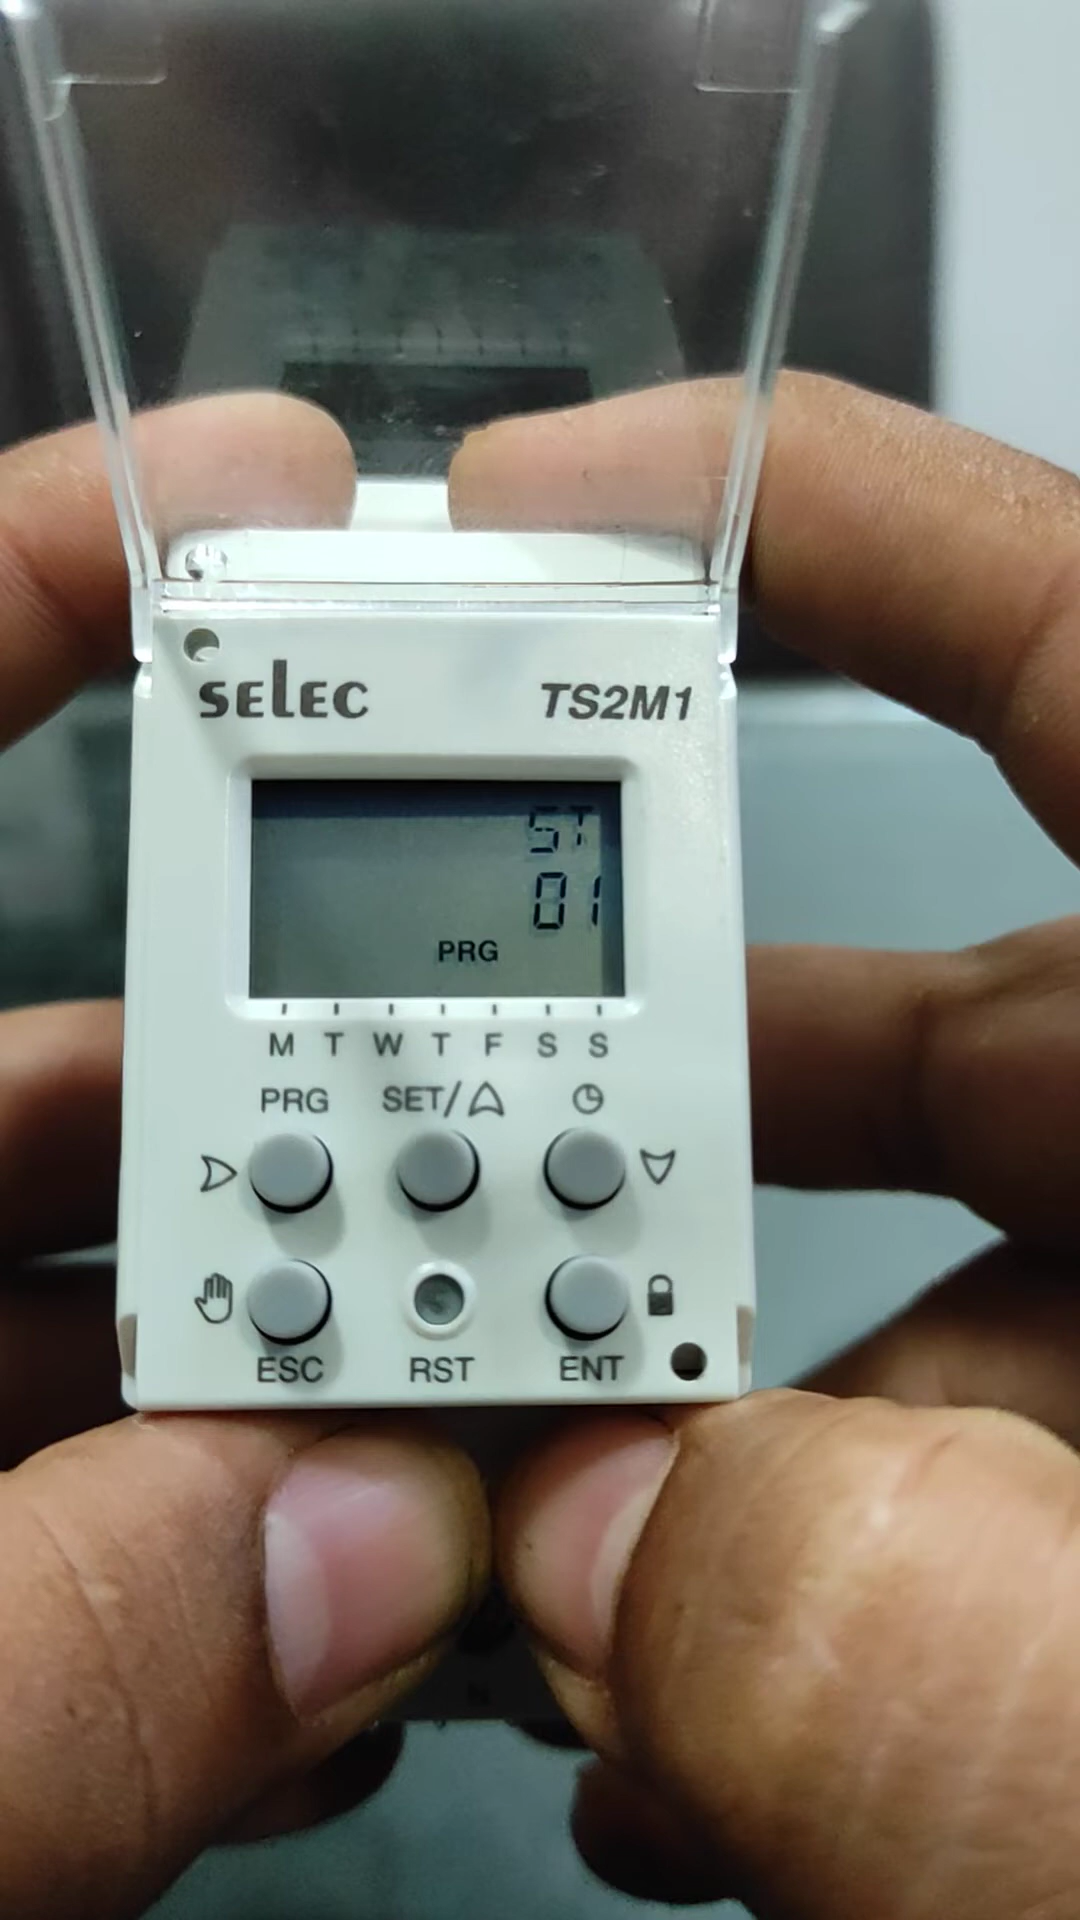 SELEC TS2M1
ST
01
PRG
M T W T F S S
PRG SET/
ESC RST ENT